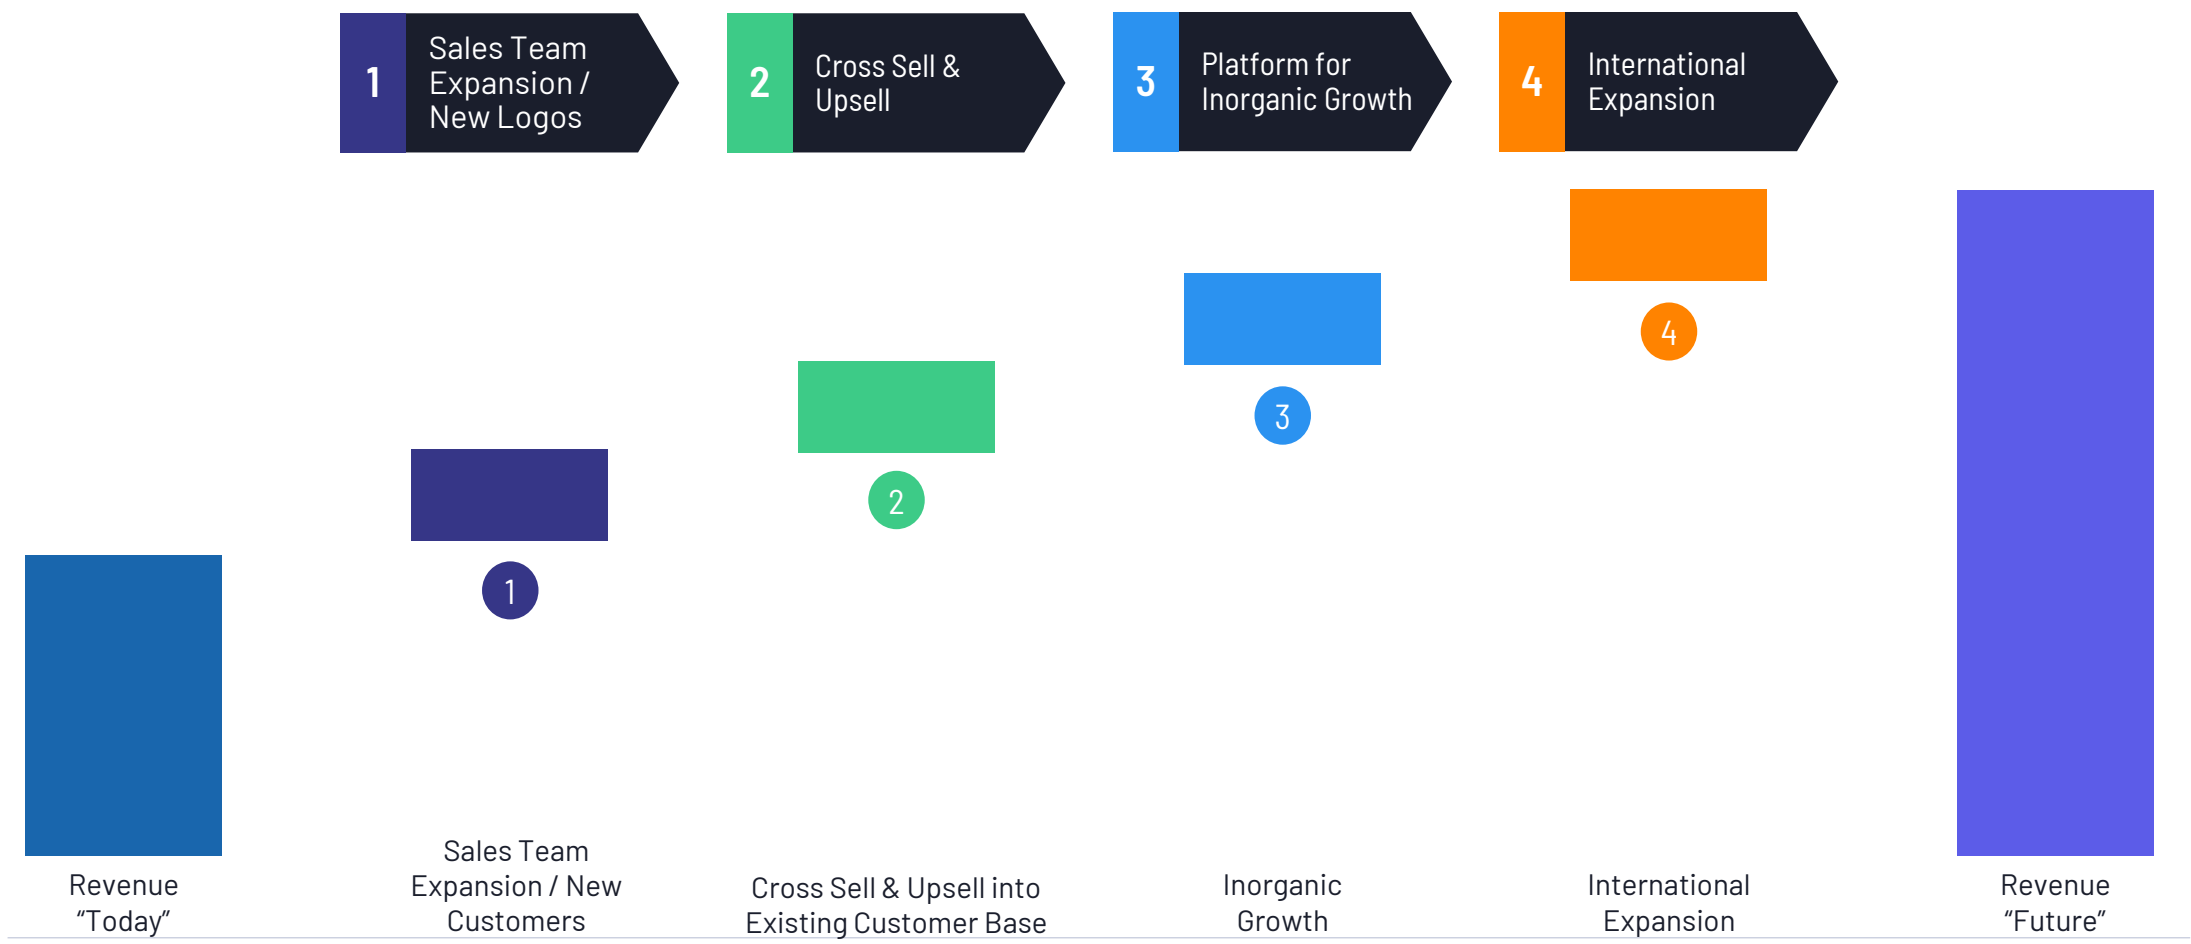 1
Sales Team
Expansion /
New Logos
2
Cross Sell &
Upsell
3
Platform for
Inorganic Growth
4
International
Expansion
4
3
2
1
Revenue
“Today”
Sales Team
Expansion / New
Customers
Cross Sell & Upsell into
Existing Customer Base
Inorganic
Growth
International
Expansion
Revenue
“Future”